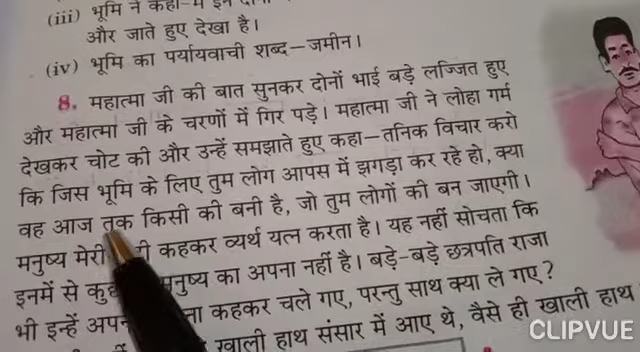 (iii) भूमि ने कहा-मैं इन दोनों
और जाते हुए देखा है।
(iv) भूमि का पर्यायवाची शब्द-जमीन।
8. महात्मा जी की बात सुनकर दोनों भाई बड़े लज्जित हुए
और महात्मा जी के चरणों में गिर पड़े। महात्मा जी ने लोहा गर्म
देखकर चोट की और उन्हें समझाते हुए कहा-तनिक विचार करो
कि जिस भूमि के लिए तुम लोग आपस में झगड़ा कर रहे हो, क्या
वह आज तक किसी की बनी है, जो तुम लोगों की बन जाएगी।
मनुष्य मेरी कहकर व्यर्थ यत्न करता है। यह नहीं सोचता कि
इनमें से मनुष्य का अपना नहीं है। बड़े-बड़े छत्रपति राजा
भी इन्हें कहकर चले गए, परन्तु साथ क्या ले गए?
खाली हाथ संसार में आए थे, वैसे ही खाली हाथ
CLIPVUE